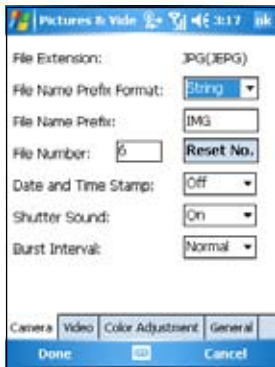 Pictures & Vide 3:17 ok
File Extension: JPG(JEPG)
File Name Prefix Format: String
File Name Prefix: IMG
File Number: 6 Reset No.
Date and Time Stamp: Off
Shutter Sound: On
Burst Interval: Normal
Camera Video Color Adjustment General
Done Cancel